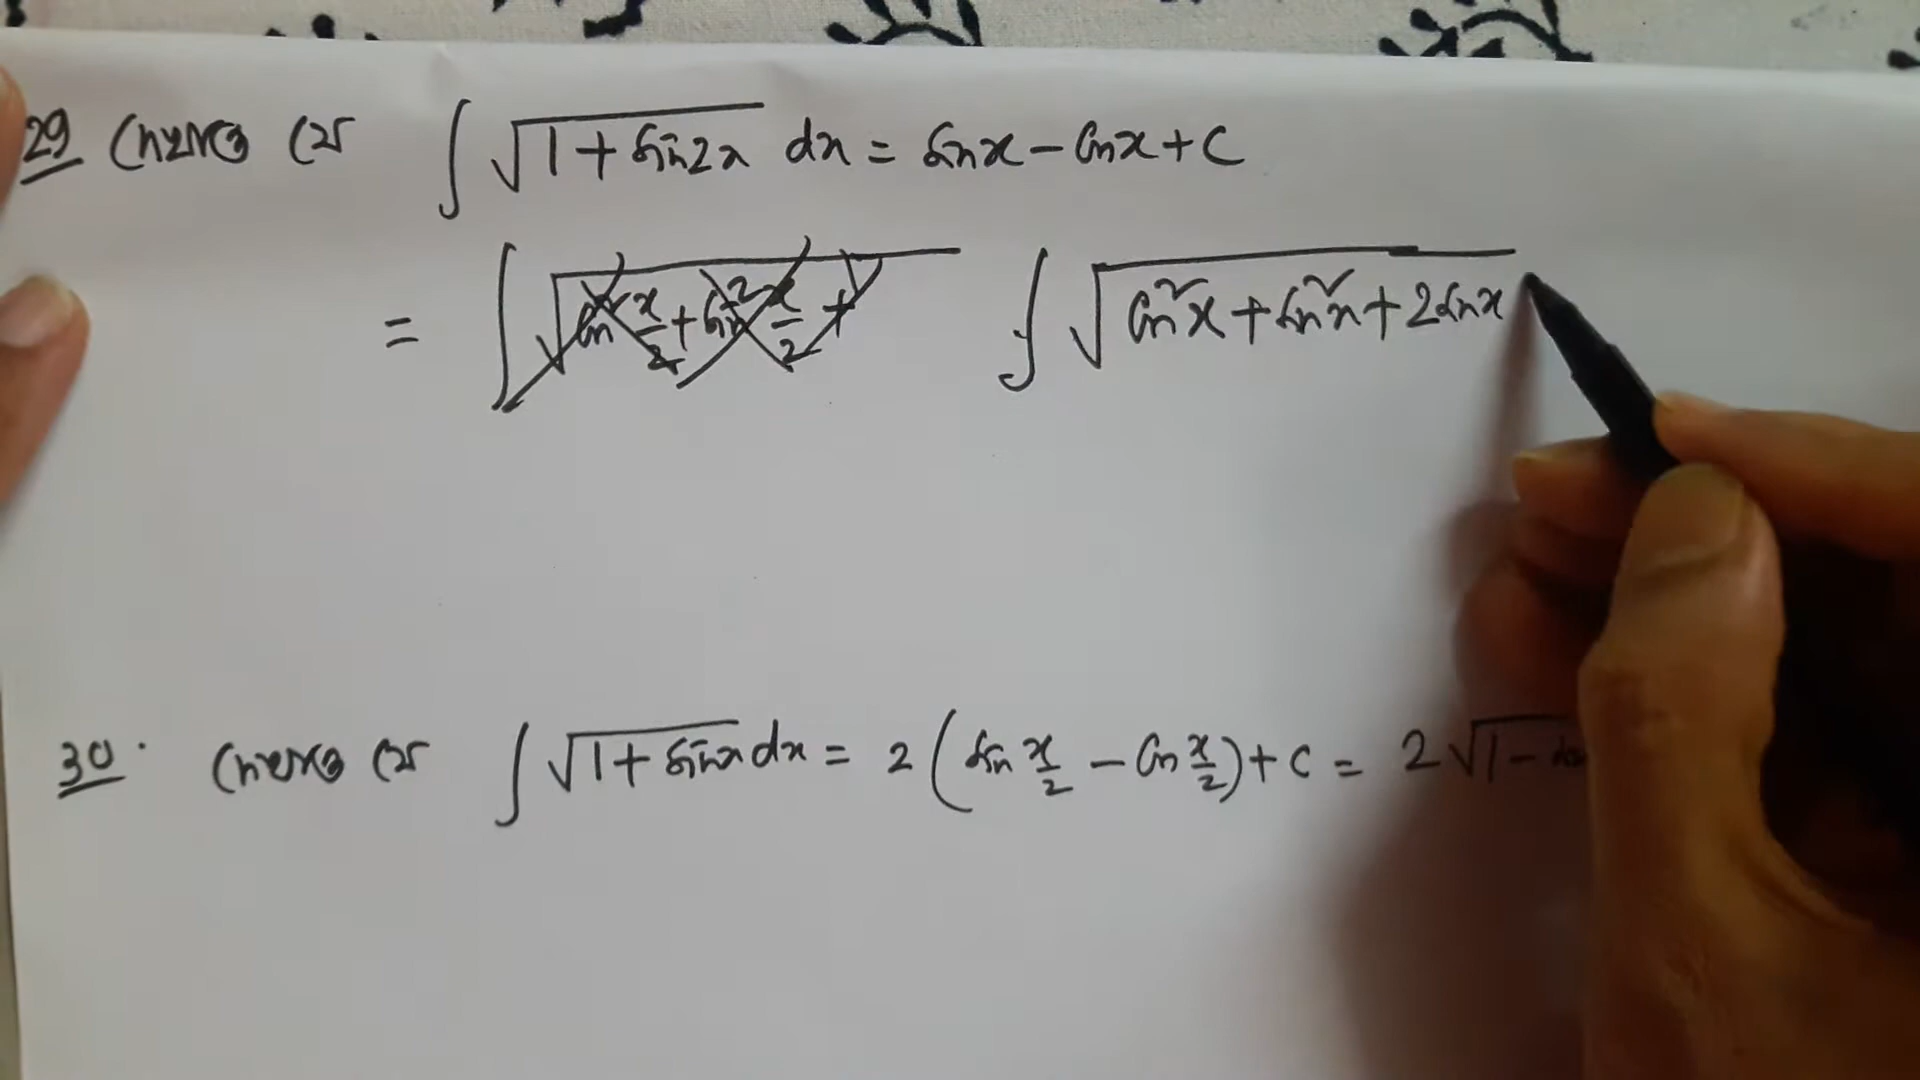 29 দেখাও যে ∫ √(1 + sin2x) dx = sinx − cosx + c
= ∫ √(cos²x + sin²x + 2sinx
30. দেখাও যে ∫ √(1 + sinx) dx = 2 (sin x/2 − cos x/2) + c = 2 √(1 −